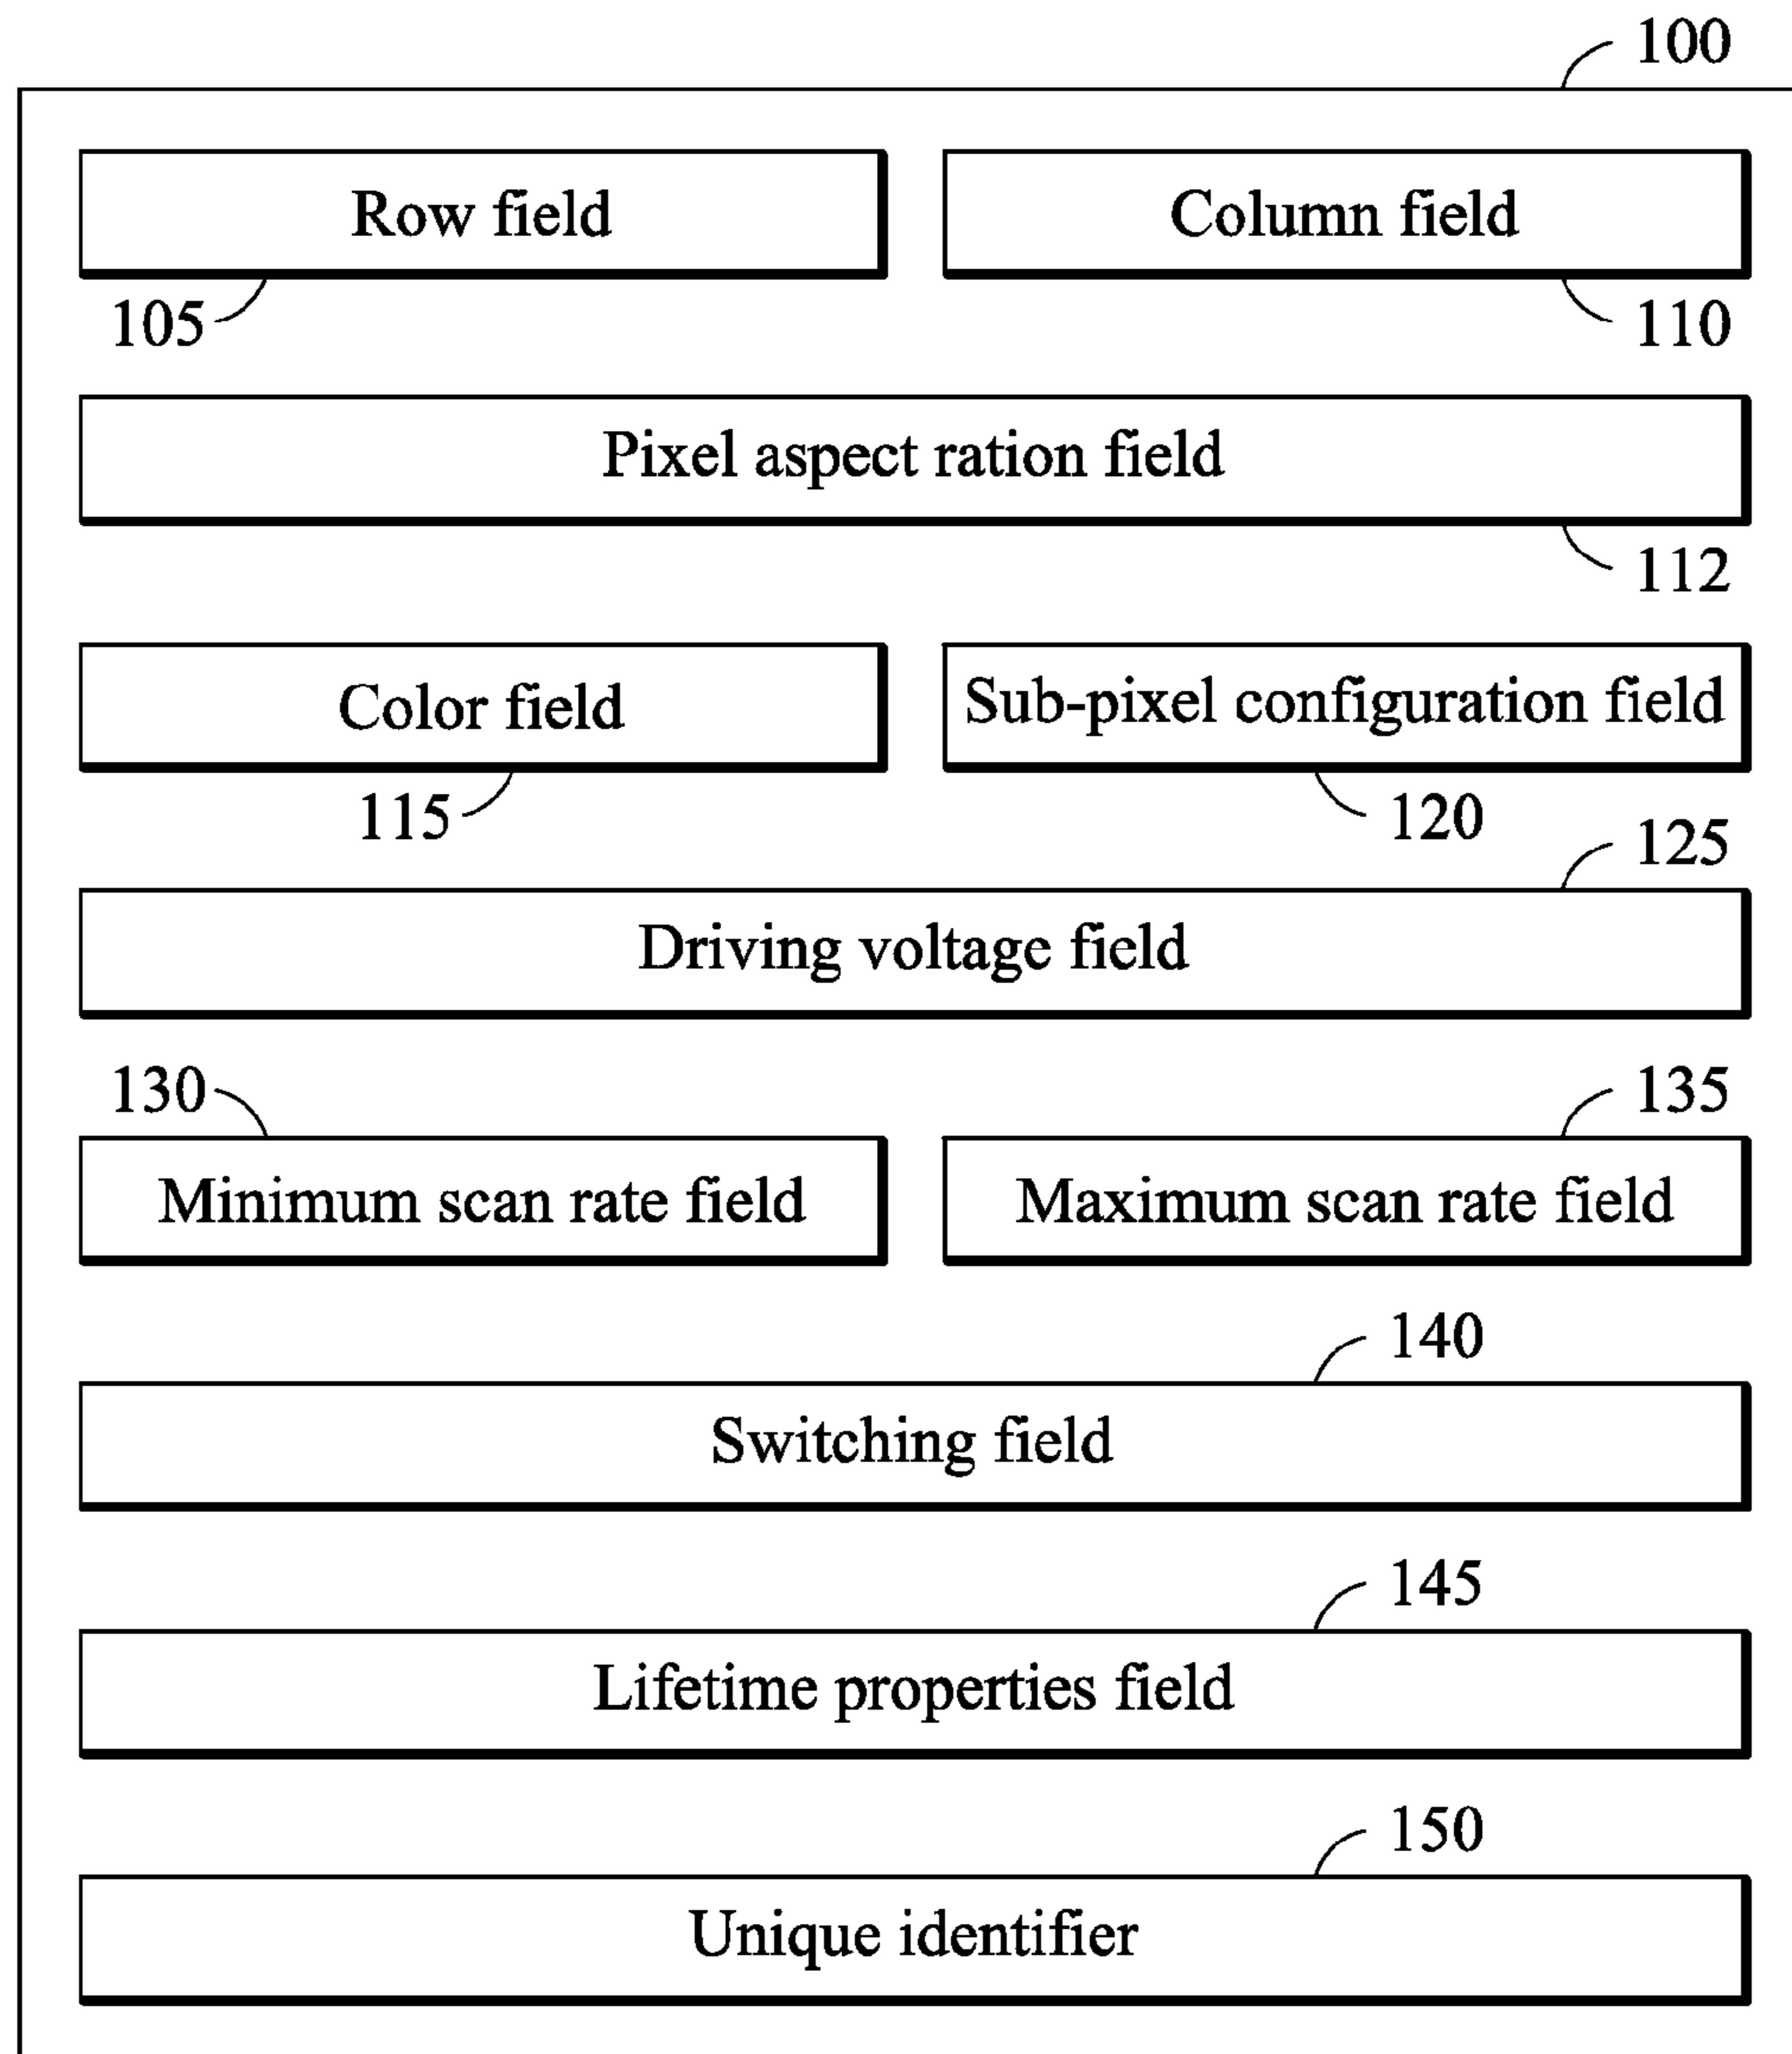 100
Row field
Column field
105
110
Pixel aspect ration field
112
Color field
Sub-pixel configuration field
115
120
125
Driving voltage field
130
135
Minimum scan rate field
Maximum scan rate field
140
Switching field
145
Lifetime properties field
150
Unique identifier